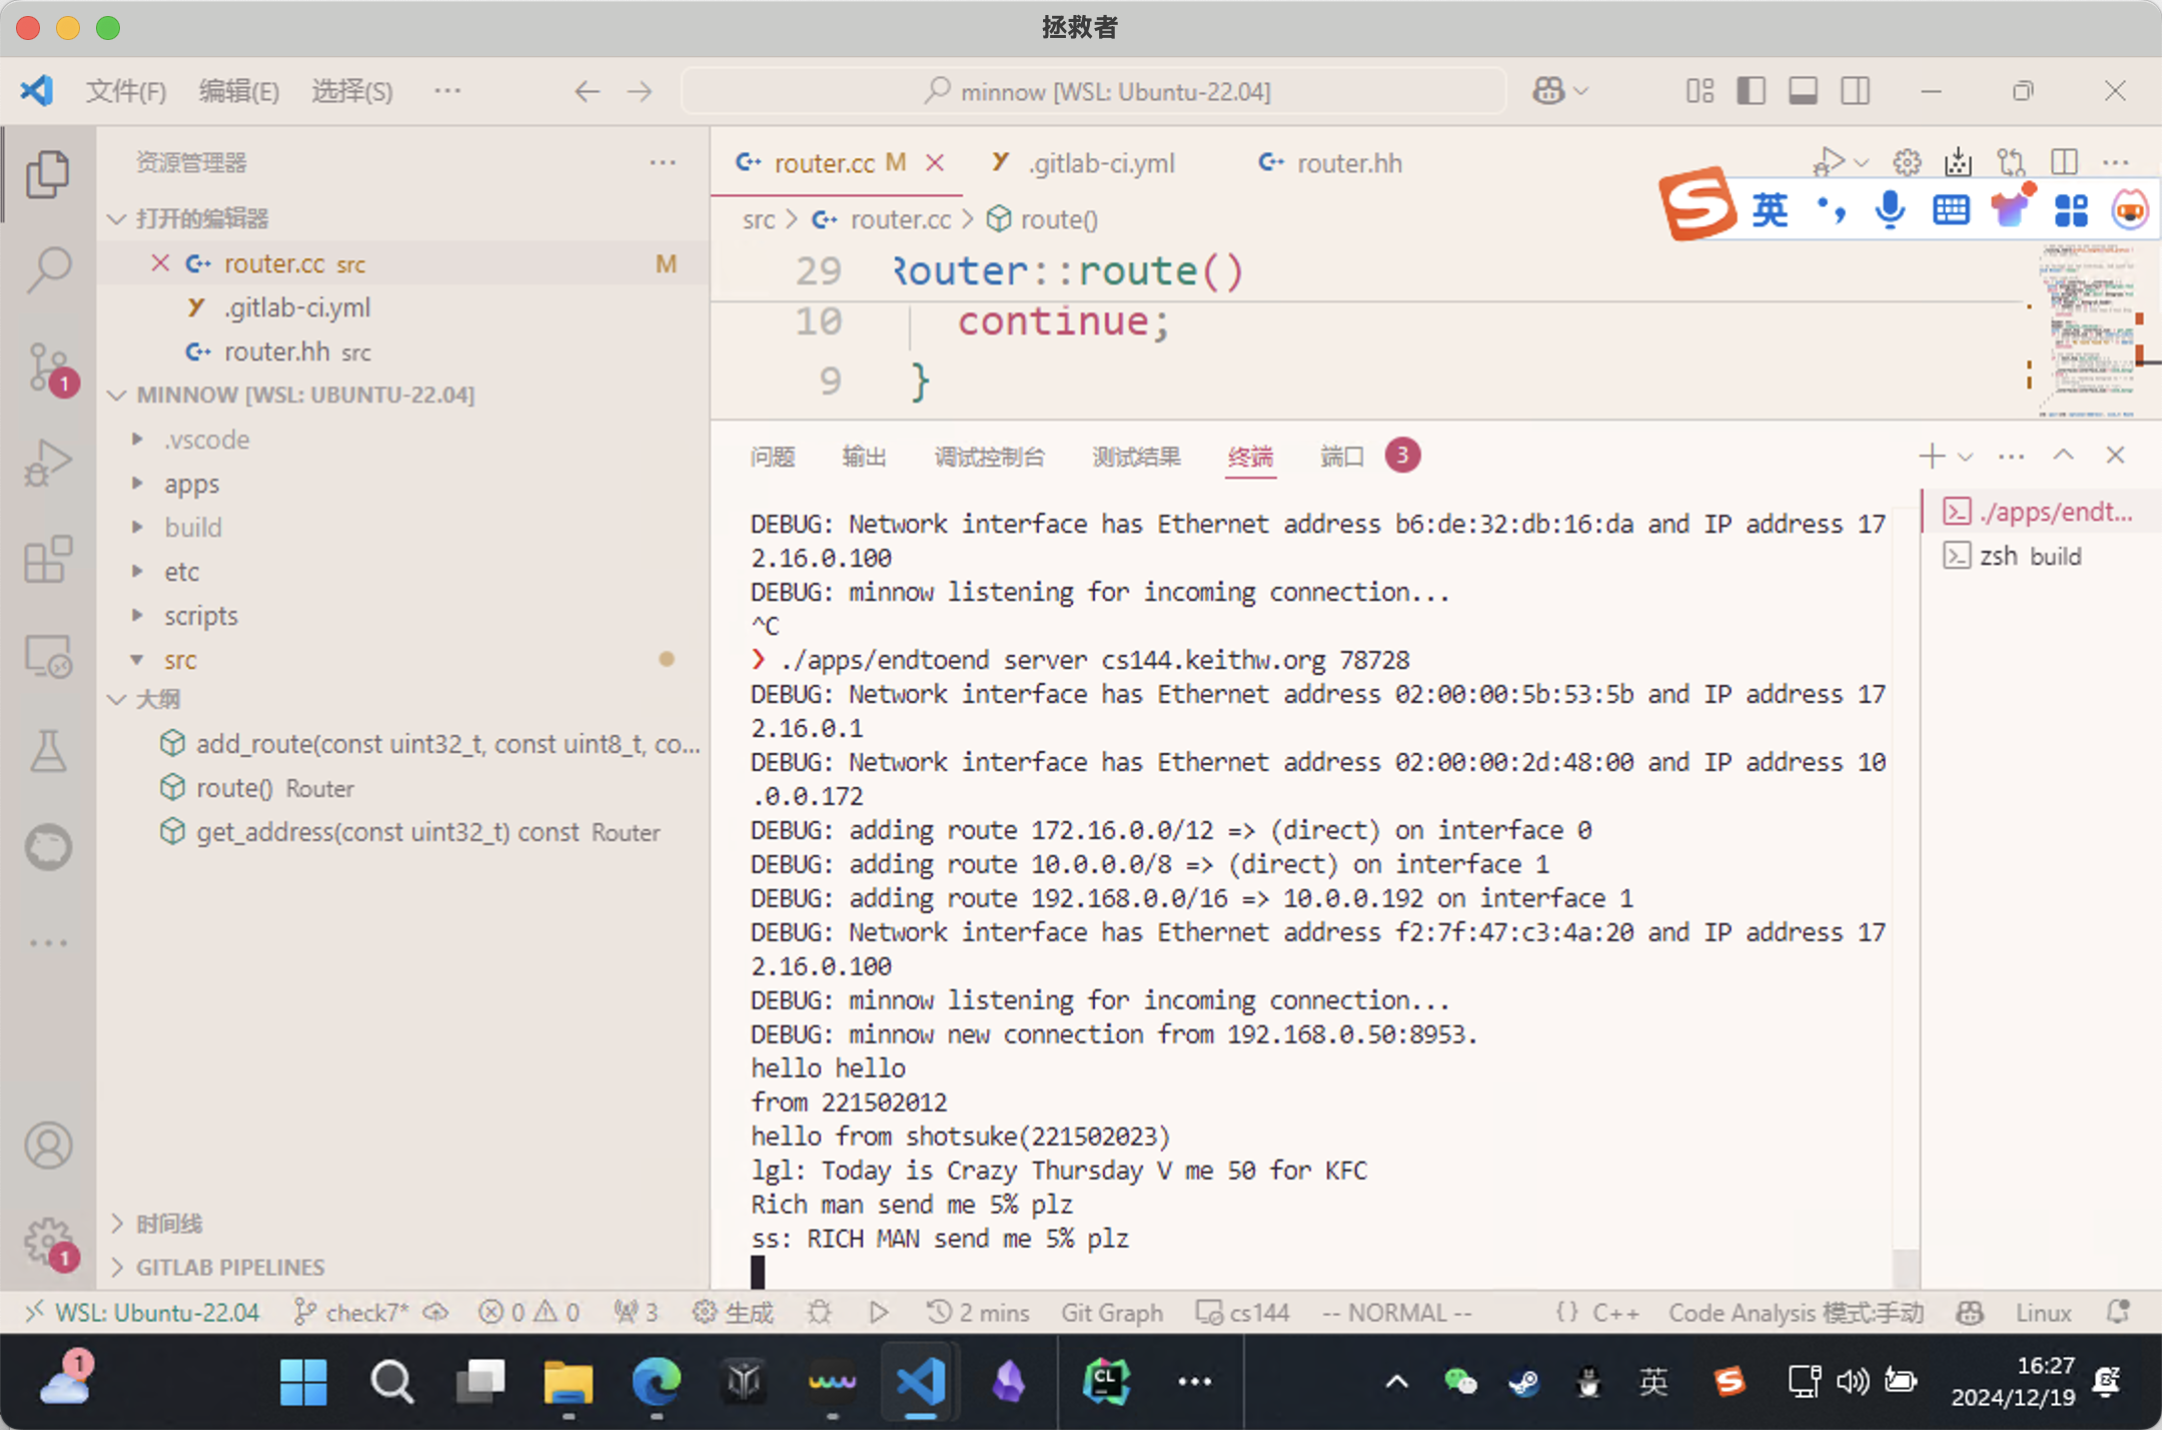 拯救者
文件(F) 编辑(E) 选择(S) ··· minnow [WSL: Ubuntu-22.04]
资源管理器
打开的编辑器
router.cc src M
.gitlab-ci.yml
router.hh src
1
MINNOW [WSL: UBUNTU-22.04]
.vscode
apps
build
etc
scripts
src
大纲
add_route(const uint32_t, const uint8_t, co...
route() Router
get_address(const uint32_t) const Router
时间线
1
GITLAB PIPELINES
router.cc M .gitlab-ci.yml router.hh
src > router.cc > route()
英
29 Router::route()
10 continue;
9 }
问题 输出 调试控制台 测试结果 终端 端口 3
DEBUG: Network interface has Ethernet address b6:de:32:db:16:da and IP address 17
2.16.0.100
DEBUG: minnow listening for incoming connection...
^C
❯ ./apps/endtoend server cs144.keithw.org 78728
DEBUG: Network interface has Ethernet address 02:00:00:5b:53:5b and IP address 17
2.16.0.1
DEBUG: Network interface has Ethernet address 02:00:00:2d:48:00 and IP address 10
.0.0.172
DEBUG: adding route 172.16.0.0/12 => (direct) on interface 0
DEBUG: adding route 10.0.0.0/8 => (direct) on interface 1
DEBUG: adding route 192.168.0.0/16 => 10.0.0.192 on interface 1
DEBUG: Network interface has Ethernet address f2:7f:47:c3:4a:20 and IP address 17
2.16.0.100
DEBUG: minnow listening for incoming connection...
DEBUG: minnow new connection from 192.168.0.50:8953.
hello hello
from 221502012
hello from shotsuke(221502023)
lgl: Today is Crazy Thursday V me 50 for KFC
Rich man send me 5% plz
ss: RICH MAN send me 5% plz
./apps/endt...
zsh build
WSL: Ubuntu-22.04 check7* 0 0 3 生成 2 mins Git Graph cs144 -- NORMAL -- {} C++ Code Analysis 模式:手动 Linux
1 CL 英 16:27
2024/12/19